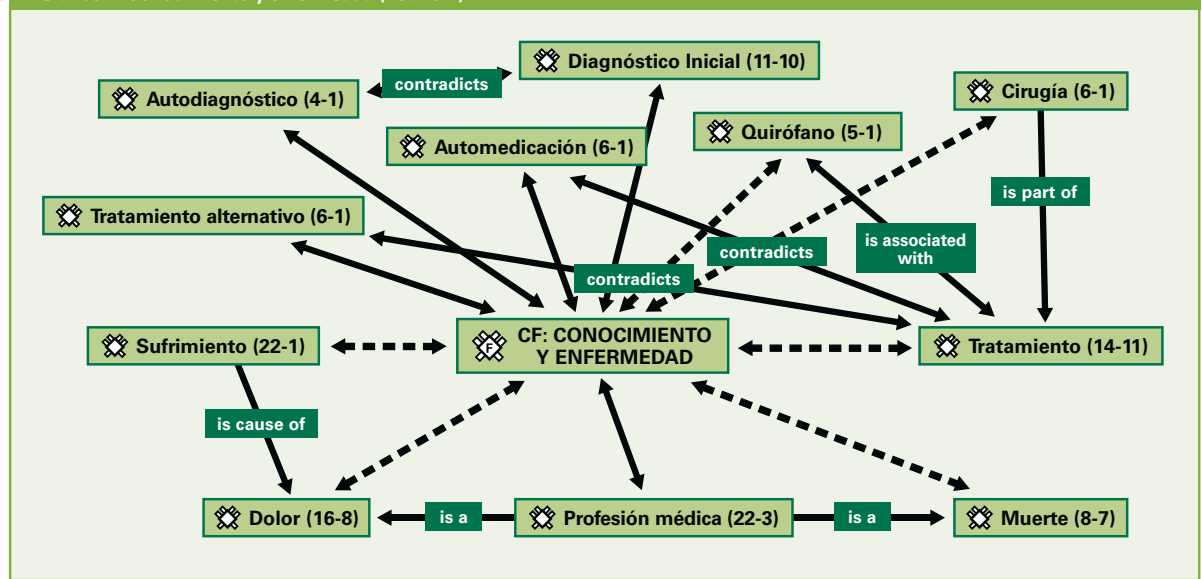 Diagnóstico Inicial (11-10)
contradicts
Autodiagnóstico (4-1)
Cirugía (6-1)
Quirófano (5-1)
Automedicación (6-1)
is part of
Tratamiento alternativo (6-1)
is associated
with
contradicts
contradicts
CF: CONOCIMIENTO
Y ENFERMEDAD
F
Sufrimiento (22-1)
Tratamiento (14-11)
is cause of
Dolor (16-8)
is a
Profesión médica (22-3)
is a
Muerte (8-7)